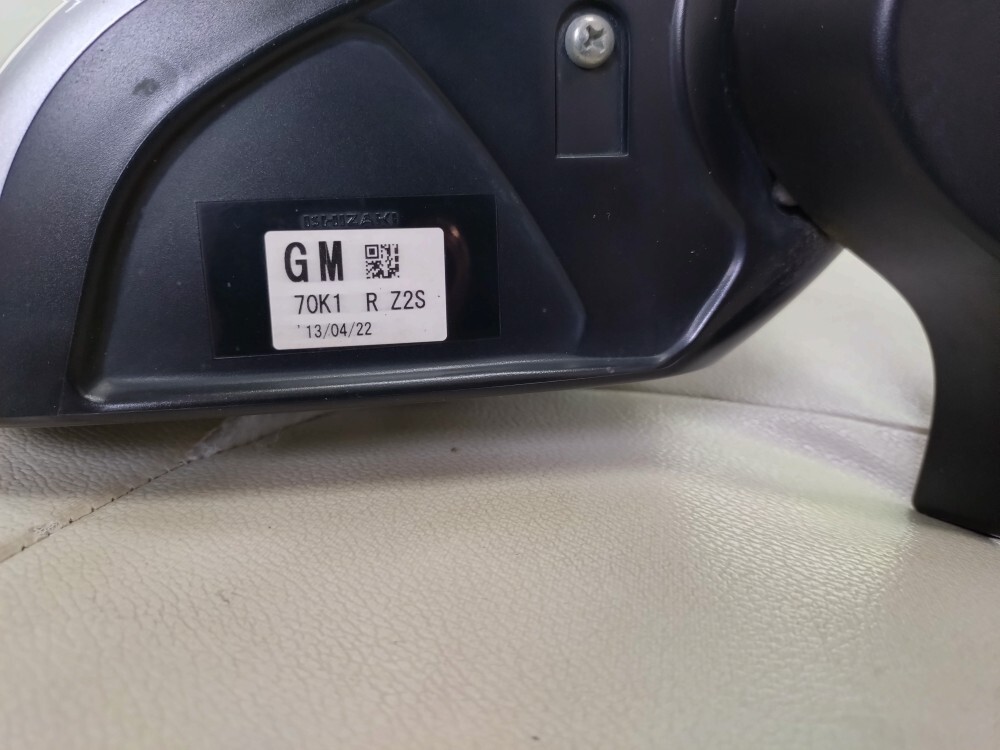 ISHIZAKI
GM
70K1 R Z2S
'13/04/22